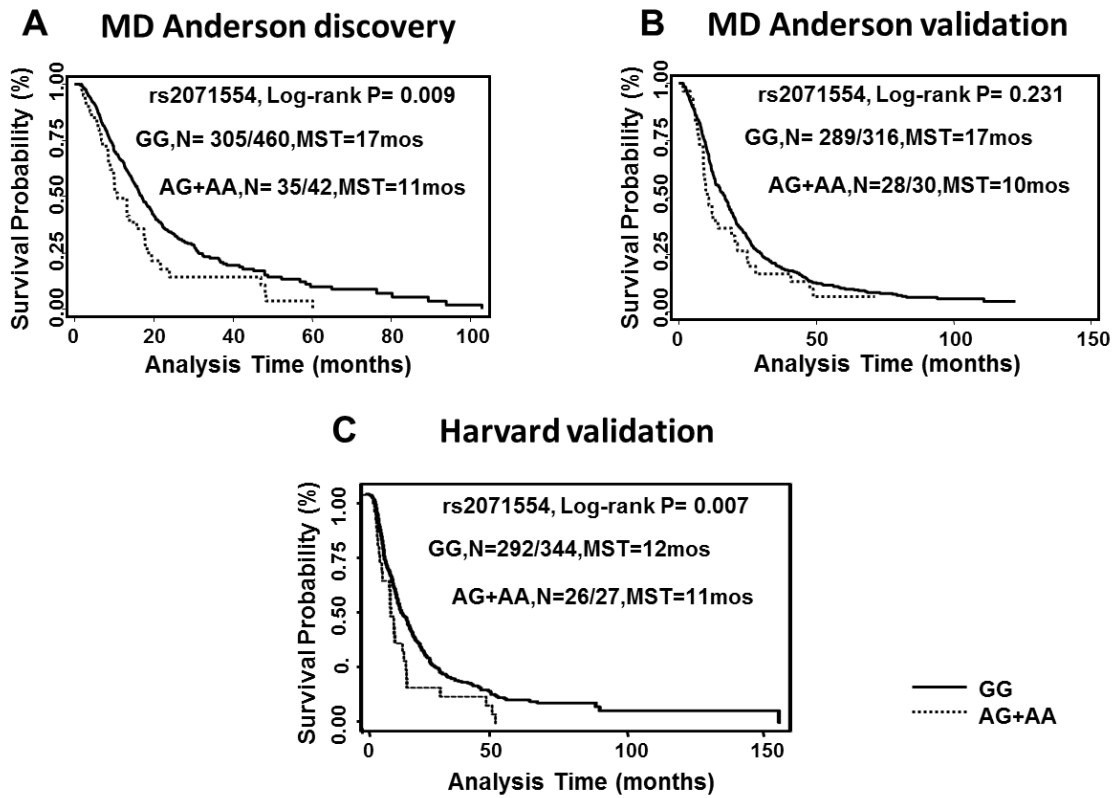 A MD Anderson discovery
Survival Probability (%)
1.00
0.75
0.50
0.25
0.00
rs2071554, Log-rank P= 0.009
GG,N= 305/460,MST=17mos
AG+AA,N= 35/42,MST=11mos
0 20 40 60 80 100
Analysis Time (months)
B MD Anderson validation
Survival Probability (%)
1.00
0.75
0.50
0.25
0.00
rs2071554, Log-rank P= 0.231
GG,N= 289/316,MST=17mos
AG+AA,N=28/30,MST=10mos
0 50 100 150
Analysis Time (months)
C Harvard validation
Survival Probability (%)
1.00
0.75
0.50
0.
0.00
rs2071554, Log-rank P= 0.007
GG,N=292/344,MST=12mos
AG+AA,N=26/27,MST=11mos
0 50 100 150
Analysis Time (months)
GG
AG+AA